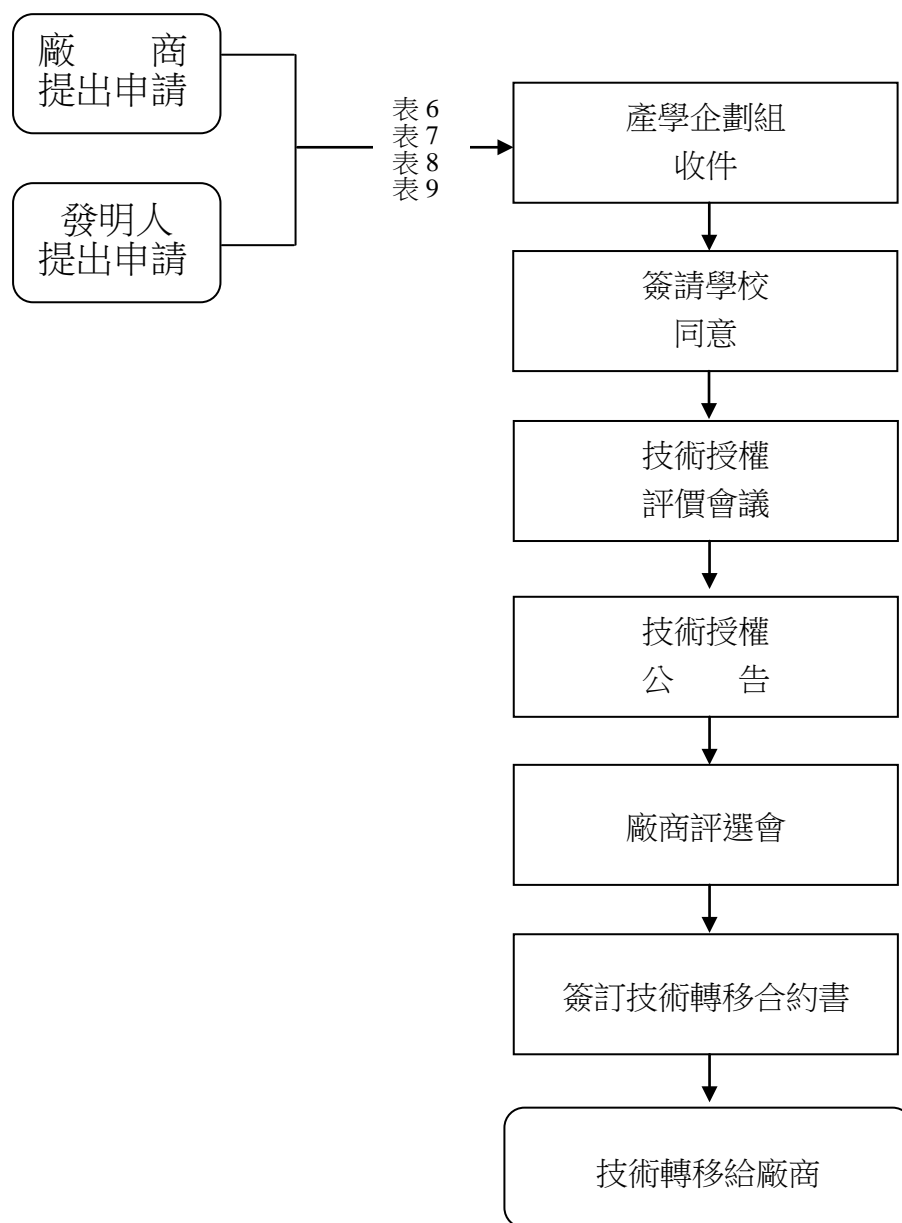 廠　　商
提出申請
發明人
提出申請
表 6
表 7
表 8
表 9
產學企劃組
收件
簽請學校
同意
技術授權
評價會議
技術授權
公　　告
廠商評選會
簽訂技術轉移合約書
技術轉移給廠商